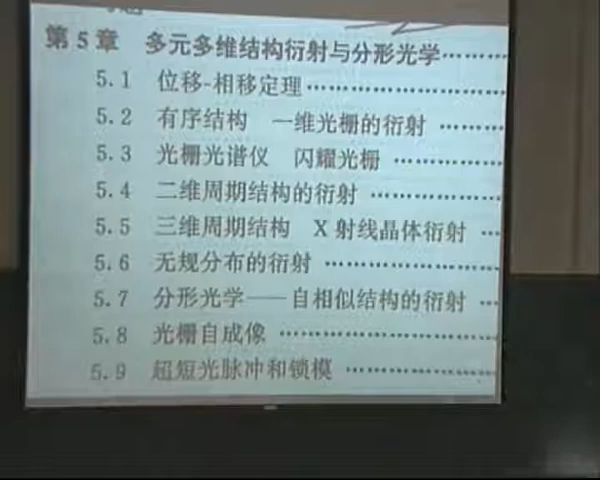 第5章 多元多维结构衍射与分形光学……
5.1 位移-相移定理………………
5.2 有序结构 一维光栅的衍射 ………
5.3 光栅光谱仪 闪耀光栅 …………
5.4 二维周期结构的衍射 ……………
5.5 三维周期结构 X射线晶体衍射 …
5.6 无规分布的衍射 ………………
5.7 分形光学——自相似结构的衍射 …
5.8 光栅自成像 ……………………
5.9 超短光脉冲和锁模 ………………